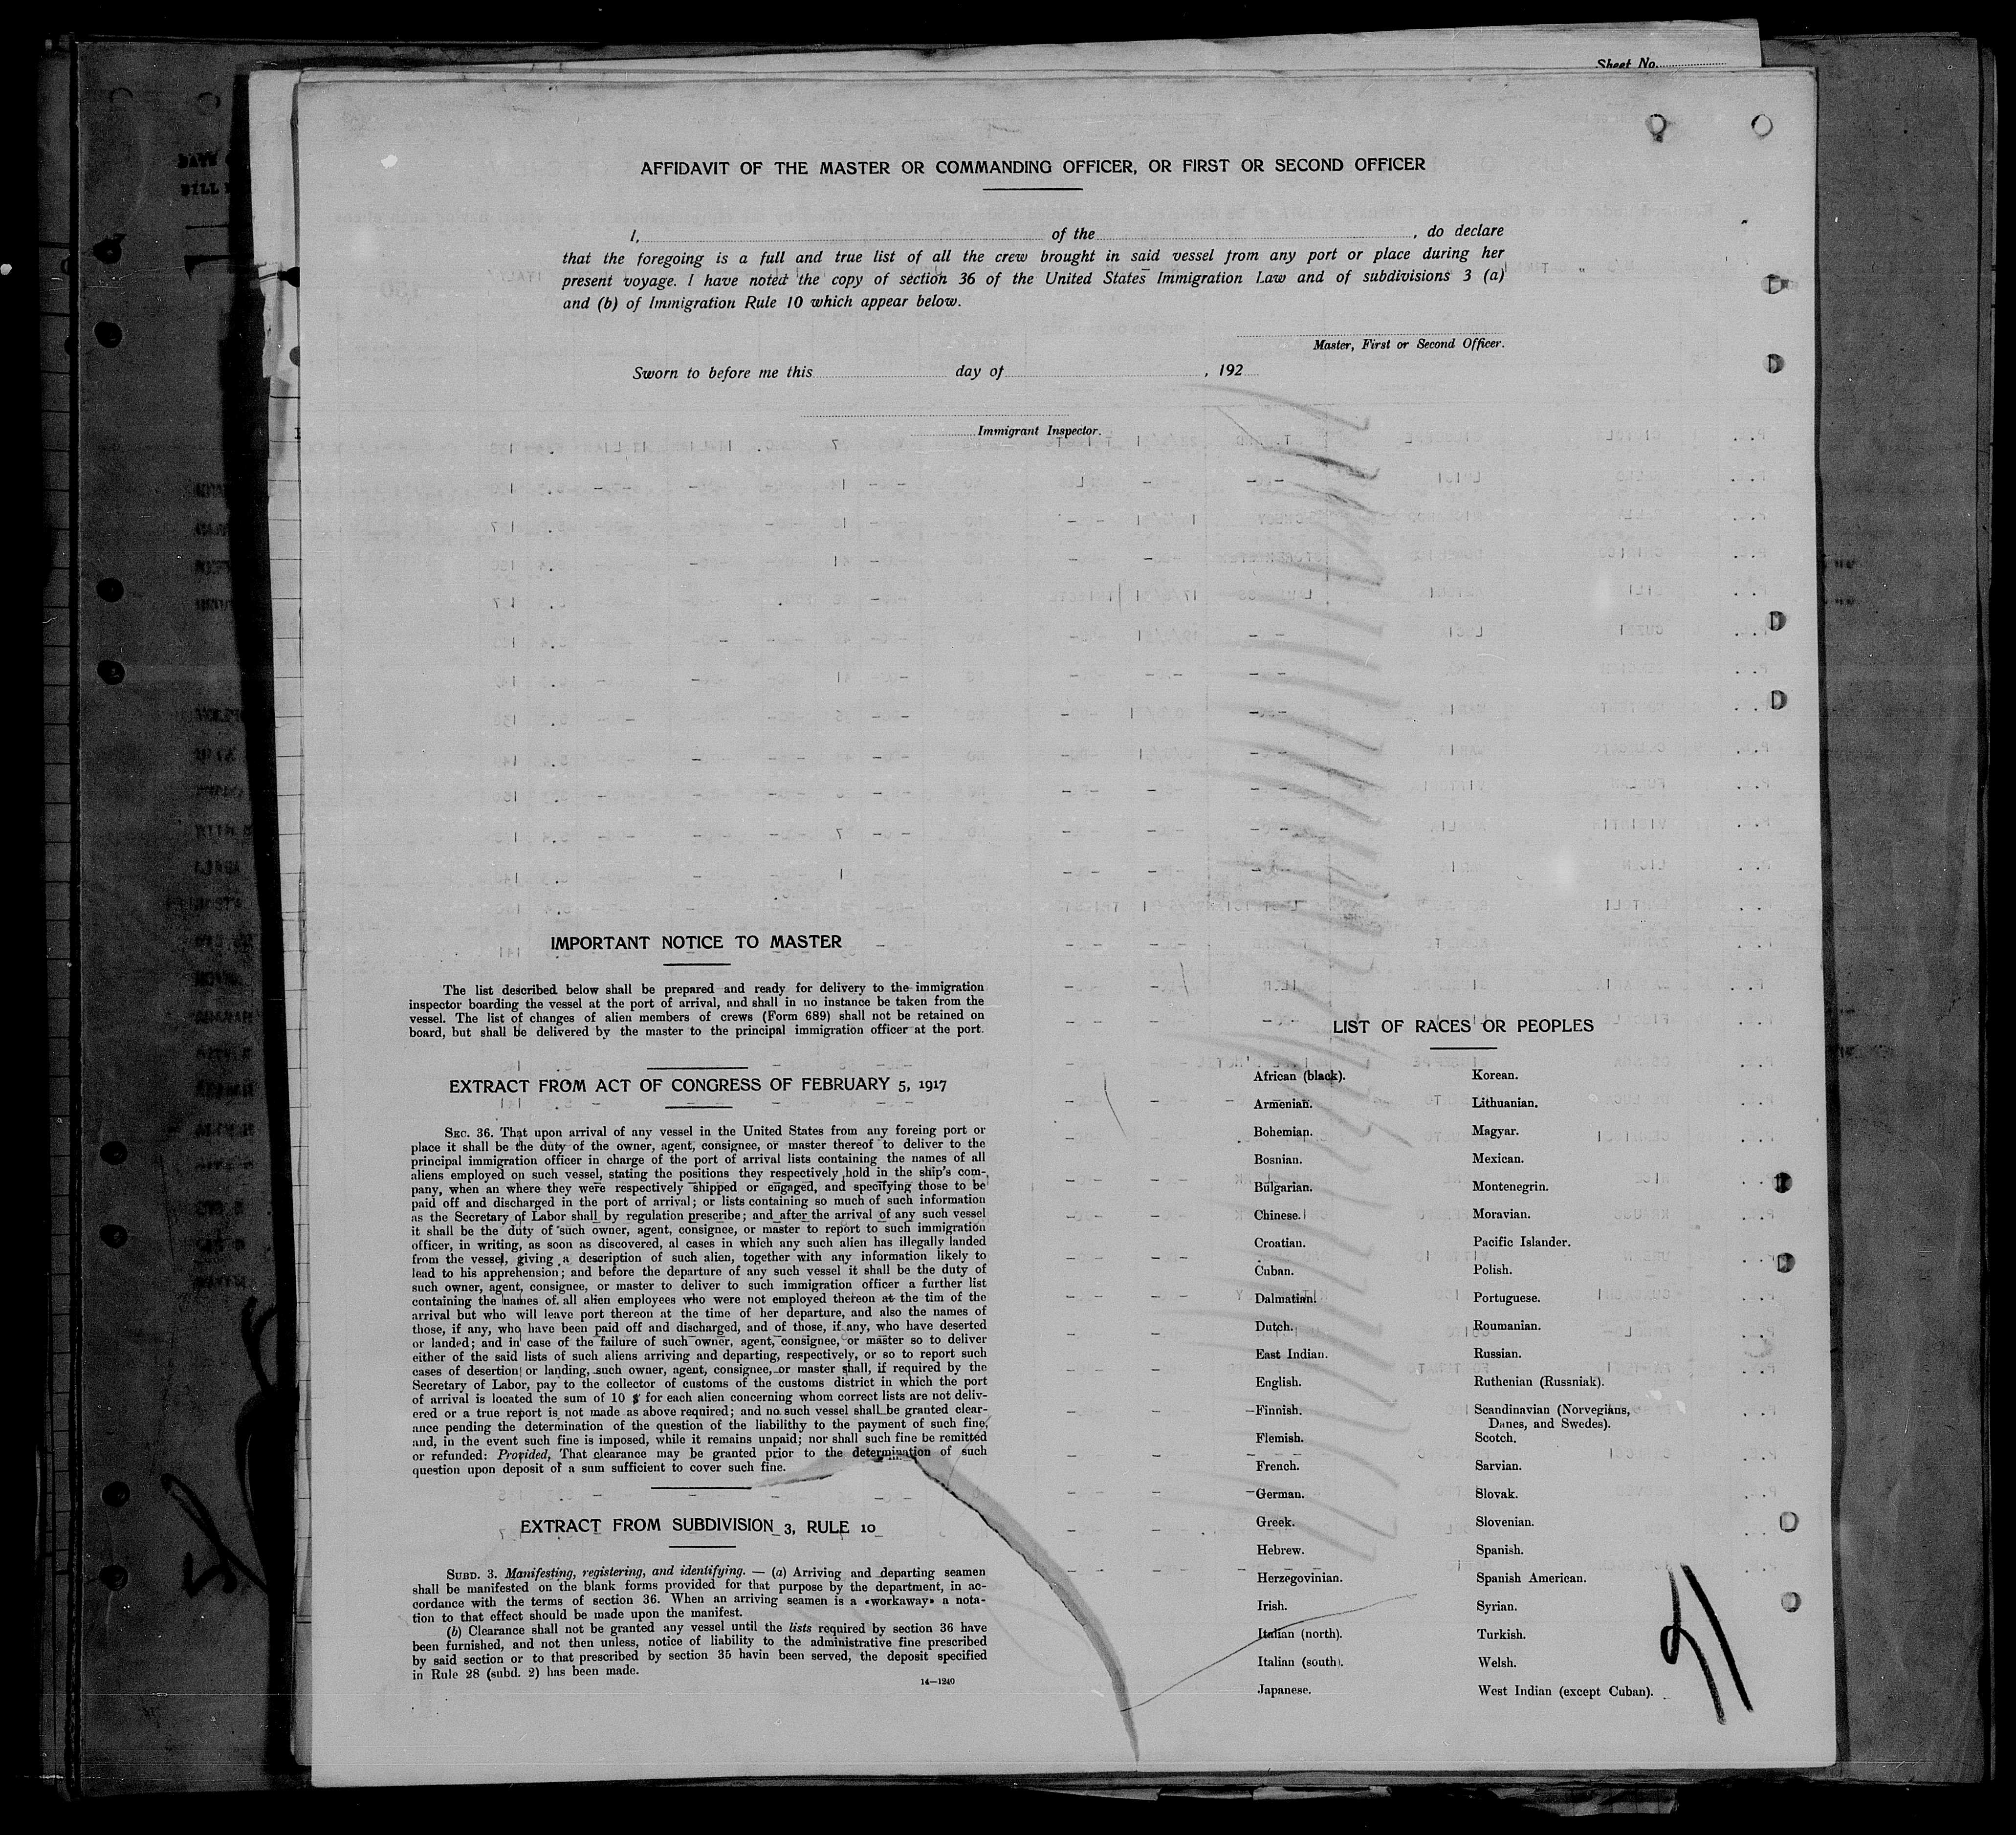 Sheet No.
AFFIDAVIT OF THE MASTER OR COMMANDING OFFICER, OR FIRST OR SECOND OFFICER
I, of the , do declare
that the foregoing is a full and true list of all the crew brought in said vessel from any port or place during her
present voyage. I have noted the copy of section 36 of the United States Immigration Law and of subdivisions 3 (a)
and (b) of Immigration Rule 10 which appear below.
Master, First or Second Officer.
Sworn to before me this day of , 192
Immigrant Inspector.
IMPORTANT NOTICE TO MASTER
The list described below shall be prepared and ready for delivery to the immigration
inspector boarding the vessel at the port of arrival, and shall in no instance be taken from the
vessel. The list of changes of alien members of crews (Form 689) shall not be retained on
board, but shall be delivered by the master to the principal immigration officer at the port.
EXTRACT FROM ACT OF CONGRESS OF FEBRUARY 5, 1917
SEC. 36. That upon arrival of any vessel in the United States from any foreing port or
place it shall be the duty of the owner, agent, consignee, or master thereof to deliver to the
principal immigration officer in charge of the port of arrival lists containing the names of all
aliens employed on such vessel, stating the positions they respectively hold in the ship's com-
pany, when an where they were respectively shipped or engaged, and specifying those to be
paid off and discharged in the port of arrival; or lists containing so much of such information
as the Secretary of Labor shall by regulation prescribe; and after the arrival of any such vessel
it shall be the duty of such owner, agent, consignee, or master to report to such immigration
officer, in writing, as soon as discovered, al cases in which any such alien has illegally landed
from the vessel, giving a description of such alien, together with any information likely to
lead to his apprehension; and before the departure of any such vessel it shall be the duty of
such owner, agent, consignee, or master to deliver to such immigration officer a further list
containing the names of all alien employees who were not employed thereon at the tim of the
arrival but who will leave port thereon at the time of her departure, and also the names of
those, if any, who have been paid off and discharged, and of those, if any, who have deserted
or landed; and in case of the failure of such owner, agent, consignee, or master so to deliver
either of the said lists of such aliens arriving and departing, respectively, or so to report such
cases of desertion or landing, such owner, agent, consignee, or master shall, if required by the
Secretary of Labor, pay to the collector of customs of the customs district in which the port
of arrival is located the sum of 10 $ for each alien concerning whom correct lists are not deliv-
ered or a true report is not made as above required; and no such vessel shall be granted clear-
ance pending the determination of the question of the liabilithy to the payment of such fine,
and, in the event such fine is imposed, while it remains unpaid; nor shall such fine be remitted
or refunded: Provided, That clearance may be granted prior to the determination of such
question upon deposit of a sum sufficient to cover such fine.
EXTRACT FROM SUBDIVISION 3, RULE 10
SUBD. 3. Manifesting, registering, and identifying. — (a) Arriving and departing seamen
shall be manifested on the blank forms provided for that purpose by the department, in ac-
cordance with the terms of section 36. When an arriving seamen is a «workaway» a nota-
tion to that effect should be made upon the manifest.
(b) Clearance shall not be granted any vessel until the lists required by section 36 have
been furnished, and not then unless, notice of liability to the administrative fine prescribed
by said section or to that prescribed by section 35 havin been served, the deposit specified
in Rule 28 (subd. 2) has been made.
14—1240
LIST OF RACES OR PEOPLES
African (black).
Armenian.
Bohemian.
Bosnian.
Bulgarian.
Chinese.
Croatian.
Cuban.
Dalmatian.
Dutch.
East Indian.
English.
Finnish.
Flemish.
French.
German.
Greek.
Hebrew.
Herzegovinian.
Irish.
Italian (north).
Italian (south).
Japanese.
Korean.
Lithuanian.
Magyar.
Mexican.
Montenegrin.
Moravian.
Pacific Islander.
Polish.
Portuguese.
Roumanian.
Russian.
Ruthenian (Russniak).
Scandinavian (Norvegians,
Danes, and Swedes).
Scotch.
Sarvian.
Slovak.
Slovenian.
Spanish.
Spanish American.
Syrian.
Turkish.
Welsh.
West Indian (except Cuban).